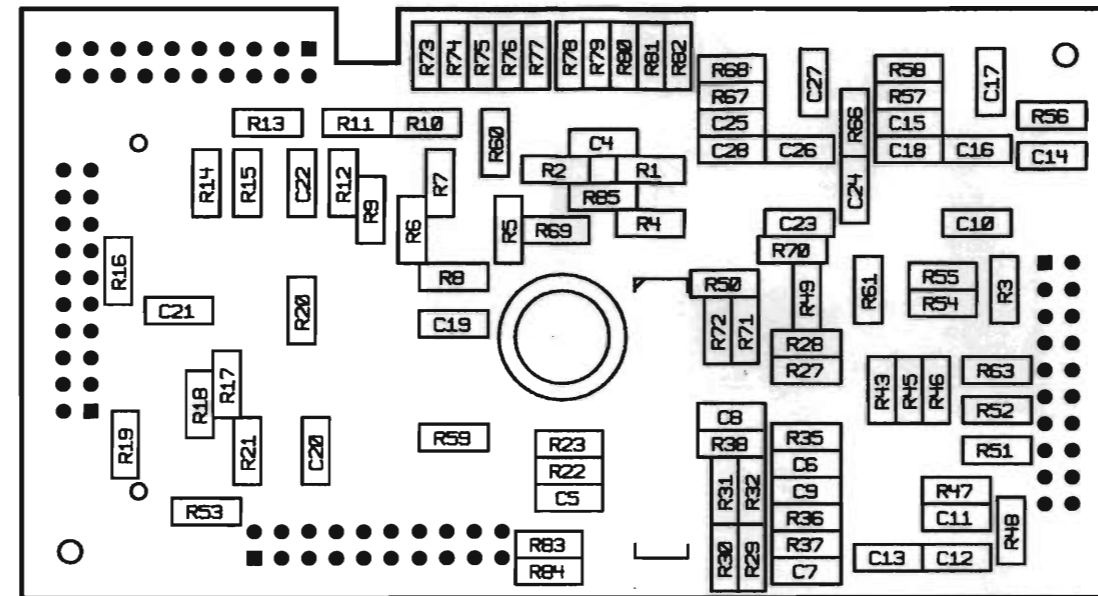 R73 R74 R75 R76 R77 R78 R79 R80 R81 R82
R68 C27 R58 C17
R67 R57
R13 R11 R10 R60 C25 R66 C15 R56
C4
C28 C26 C18 C16 C14
R2 R1
R14 R15 C22 R12 R7 C24
R9 R85
R6 R5 R69 R4 C23 C10
R70
R16 R8 R50 R49 R61 R55 R3
C21 R20 R54
C19 R72 R71
R28
R27 R43 R45 R46 R63
R18 R17
R52
C8
R19 R21 C20 R59 R23 R38 R35
R51
R22 C6
R31 R32
C5 C9 R47
R53 R36 C11 R48
R83 R37
R30 R29 C13 C12
R84 C7